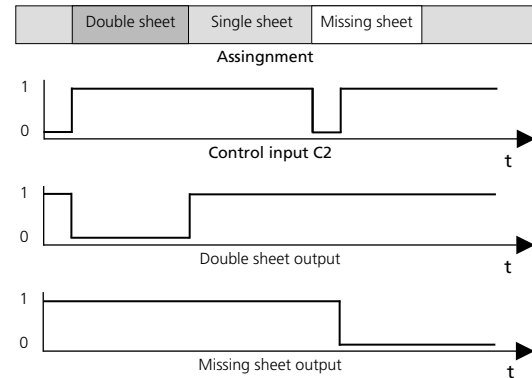 Double sheet Single sheet Missing sheet
Assingnment
1
0
Control input C2
t
1
0
Double sheet output
t
1
0
Missing sheet output
t